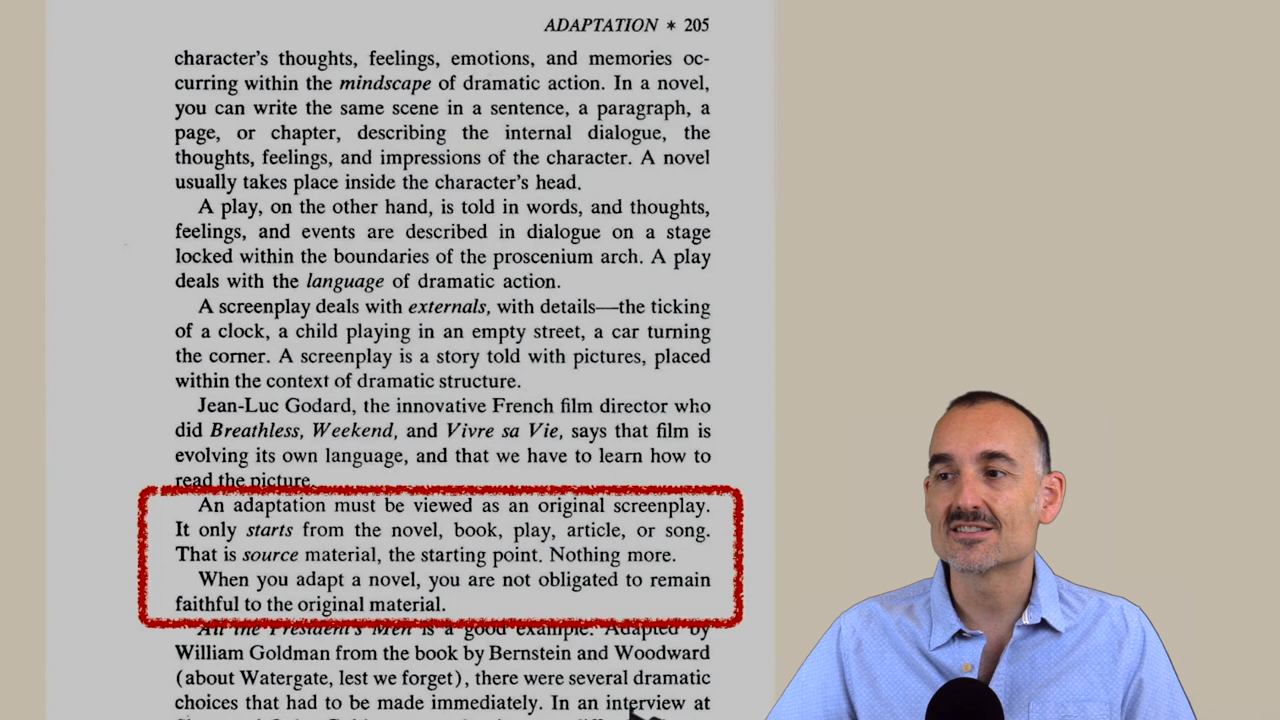 ADAPTATION * 205
character's thoughts, feelings, emotions, and memories oc-
curring within the mindscape of dramatic action. In a novel,
you can write the same scene in a sentence, a paragraph, a
page, or chapter, describing the internal dialogue, the
thoughts, feelings, and impressions of the character. A novel
usually takes place inside the character's head.
A play, on the other hand, is told in words, and thoughts,
feelings, and events are described in dialogue on a stage
locked within the boundaries of the proscenium arch. A play
deals with the language of dramatic action.
A screenplay deals with externals, with details—the ticking
of a clock, a child playing in an empty street, a car turning
the corner. A screenplay is a story told with pictures, placed
within the context of dramatic structure.
Jean-Luc Godard, the innovative French film director who
did Breathless, Weekend, and Vivre sa Vie, says that film is
evolving its own language, and that we have to learn how to
read the picture.
An adaptation must be viewed as an original screenplay.
It only starts from the novel, book, play, article, or song.
That is source material, the starting point. Nothing more.
When you adapt a novel, you are not obligated to remain
faithful to the original material.
All the President's Men is a good example. Adapted by
William Goldman from the book by Bernstein and Woodward
(about Watergate, lest we forget), there were several dramatic
choices that had to be made immediately. In an interview at